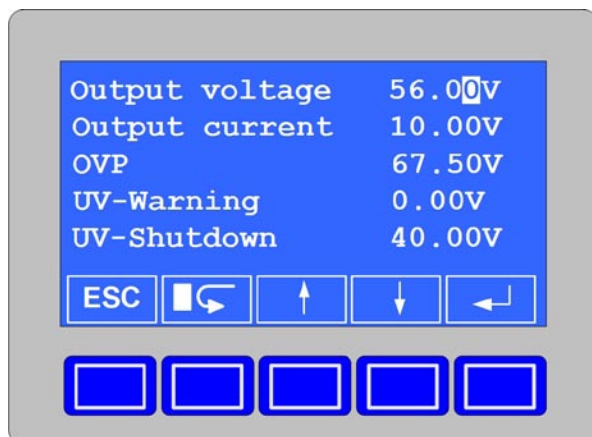 Output voltage 56.00V
Output current 10.00V
OVP 67.50V
UV-Warning 0.00V
UV-Shutdown 40.00V
ESC